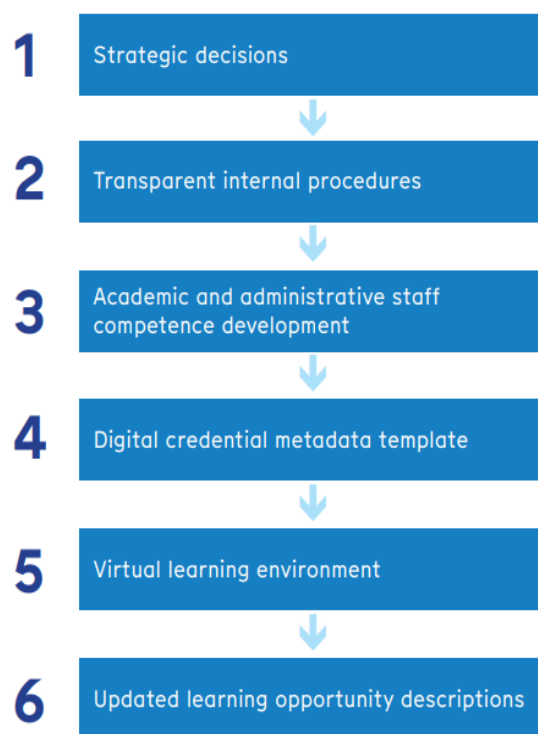 1
Strategic decisions
2
Transparent internal procedures
3
Academic and administrative staff
competence development
4
Digital credential metadata template
5
Virtual learning environment
6
Updated learning opportunity descriptions